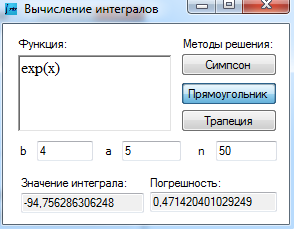 Вычисление интегралов
Функция: Методы решения:
exp(x)
Симпсон
Прямоугольник
Трапеция
b 4 a 5 n 50
Значение интеграла: Погрешность:
-94,756286306248 0,471420401029249